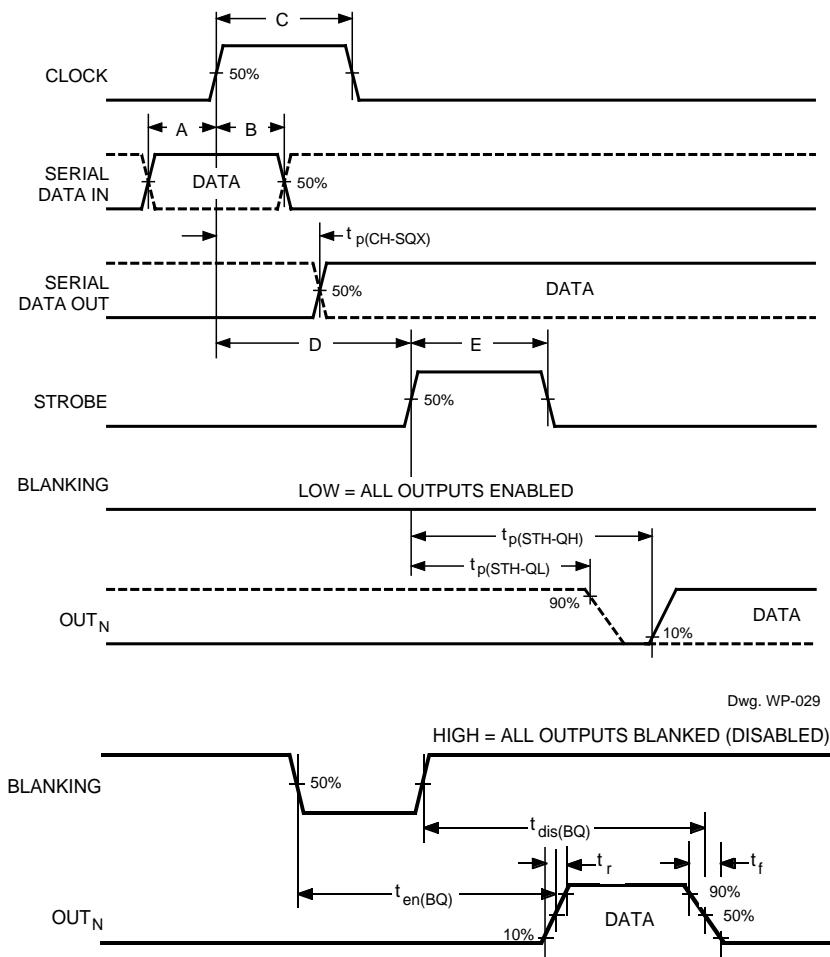 C
CLOCK
50%
A
B
SERIAL
DATA IN
DATA
50%
t p(CH-SQX)
SERIAL
DATA OUT
50%
DATA
D
E
STROBE
50%
BLANKING
LOW = ALL OUTPUTS ENABLED
t p(STH-QH)
t p(STH-QL)
90%
OUT N
DATA
10%
Dwg. WP-029
HIGH = ALL OUTPUTS BLANKED (DISABLED)
BLANKING
50%
t dis(BQ)
t r
t f
t en(BQ)
OUT N
10%
DATA
90%
50%